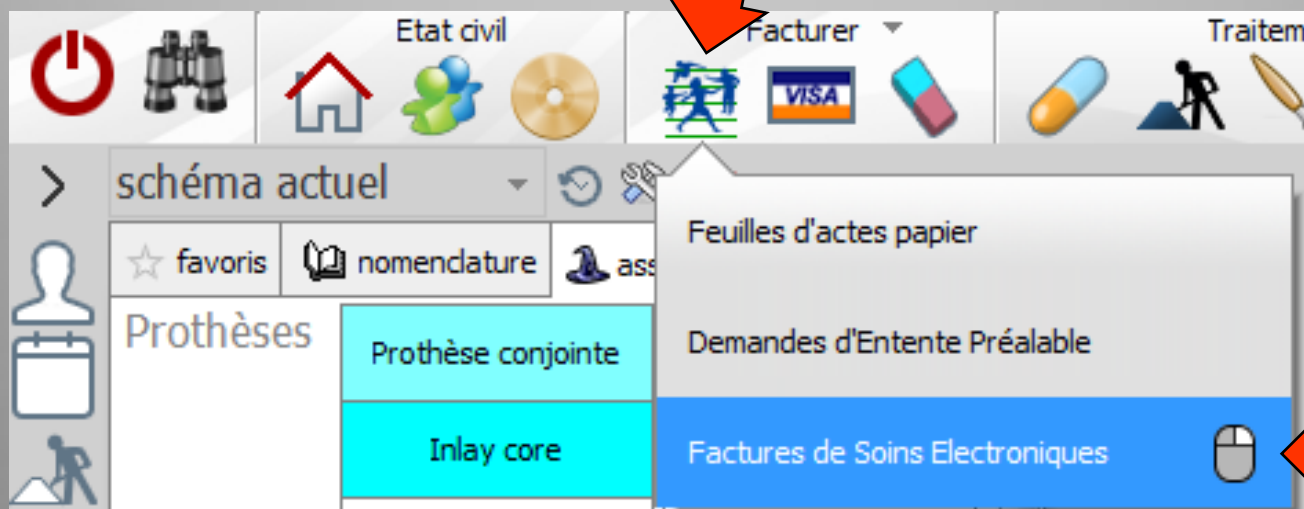 Etat civil
Facturer
Traitem
VISA
schéma actuel
favoris
nomenclature
ass
Feuilles d'actes papier
Prothèses
Prothèse conjointe
Demandes d'Entente Préalable
Inlay core
Factures de Soins Electroniques